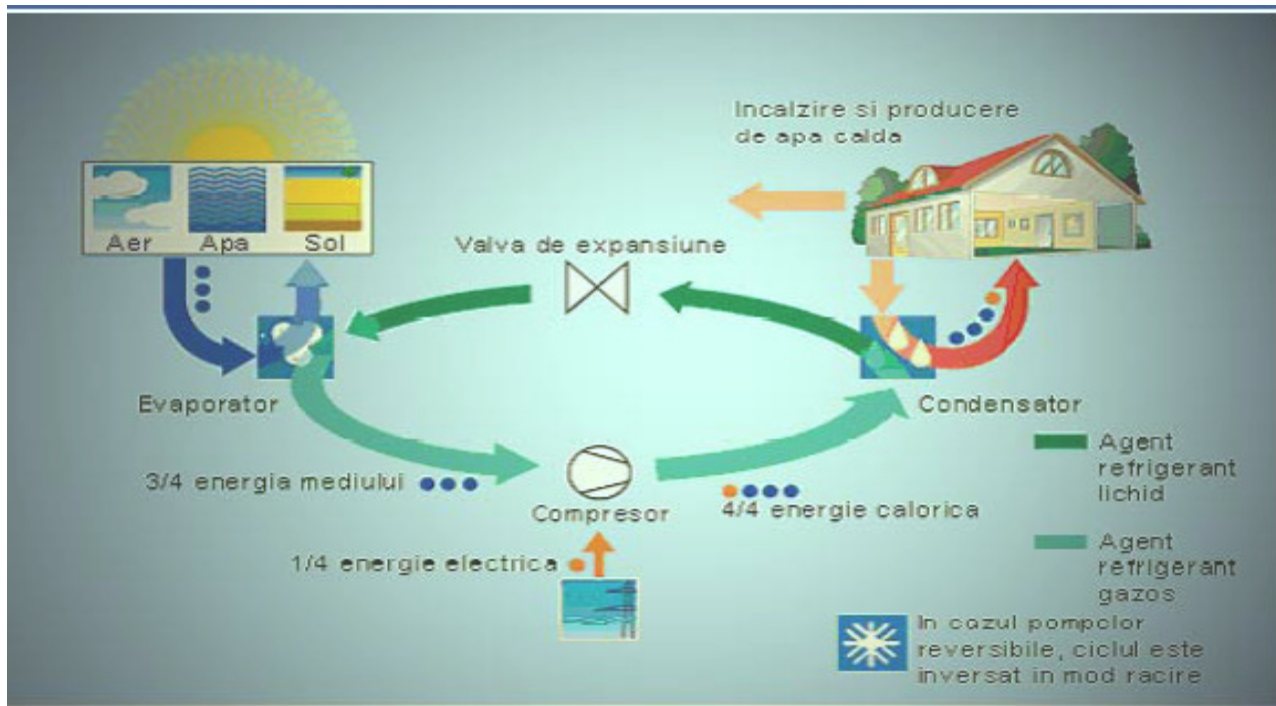 Incalzire si producere
de apa calda
Aer Apa Sol
Valva de expansiune
Evaporator
Condensator
3/4 energia mediului
Compresor
4/4 energie calorica
1/4 energie electrica
Agent
refrigerant
lichid
Agent
refrigerant
gazos
In cazul pompelor
reversibile, ciclul este
inversat in mod racire